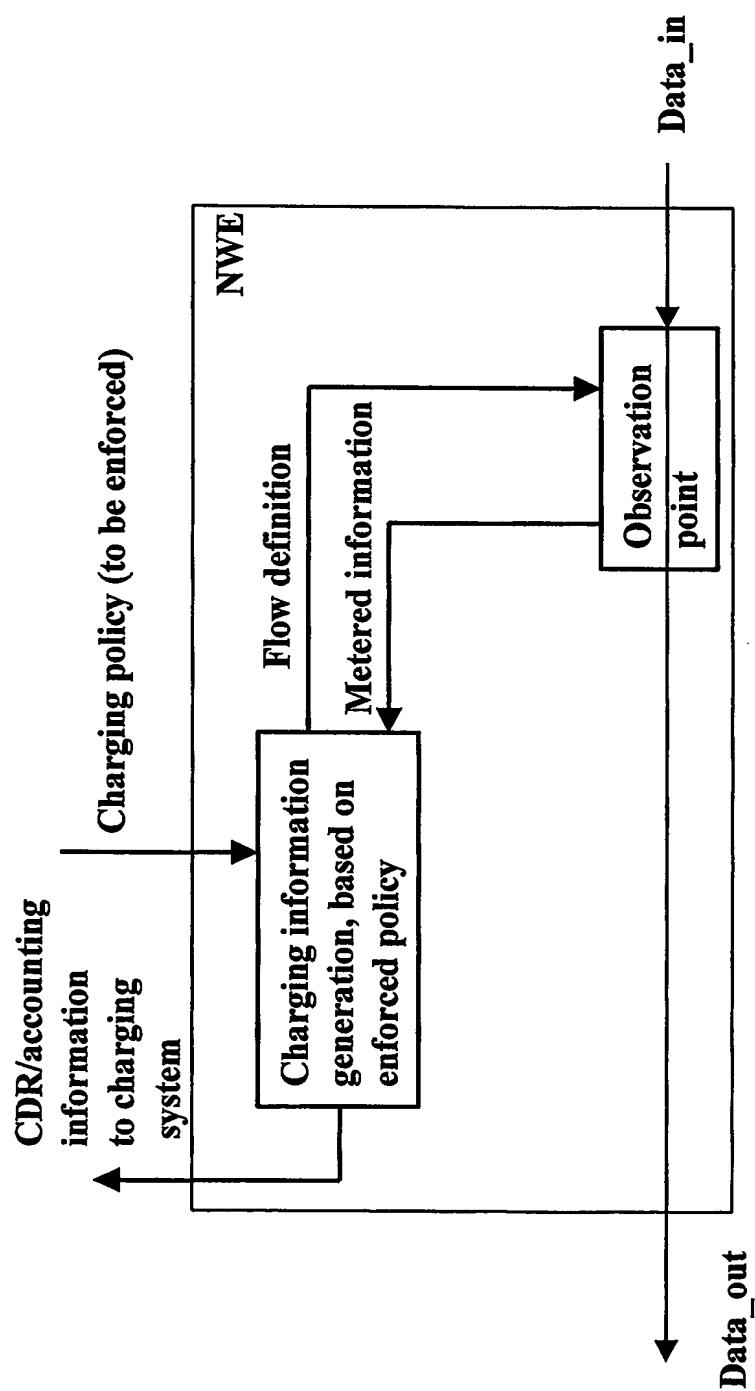 CDR/accounting
information
to charging
system
Charging policy (to be enforced)
NWE
Charging information
generation, based on
enforced policy
Flow definition
Metered information
Observation
point
Data_in
Data_out